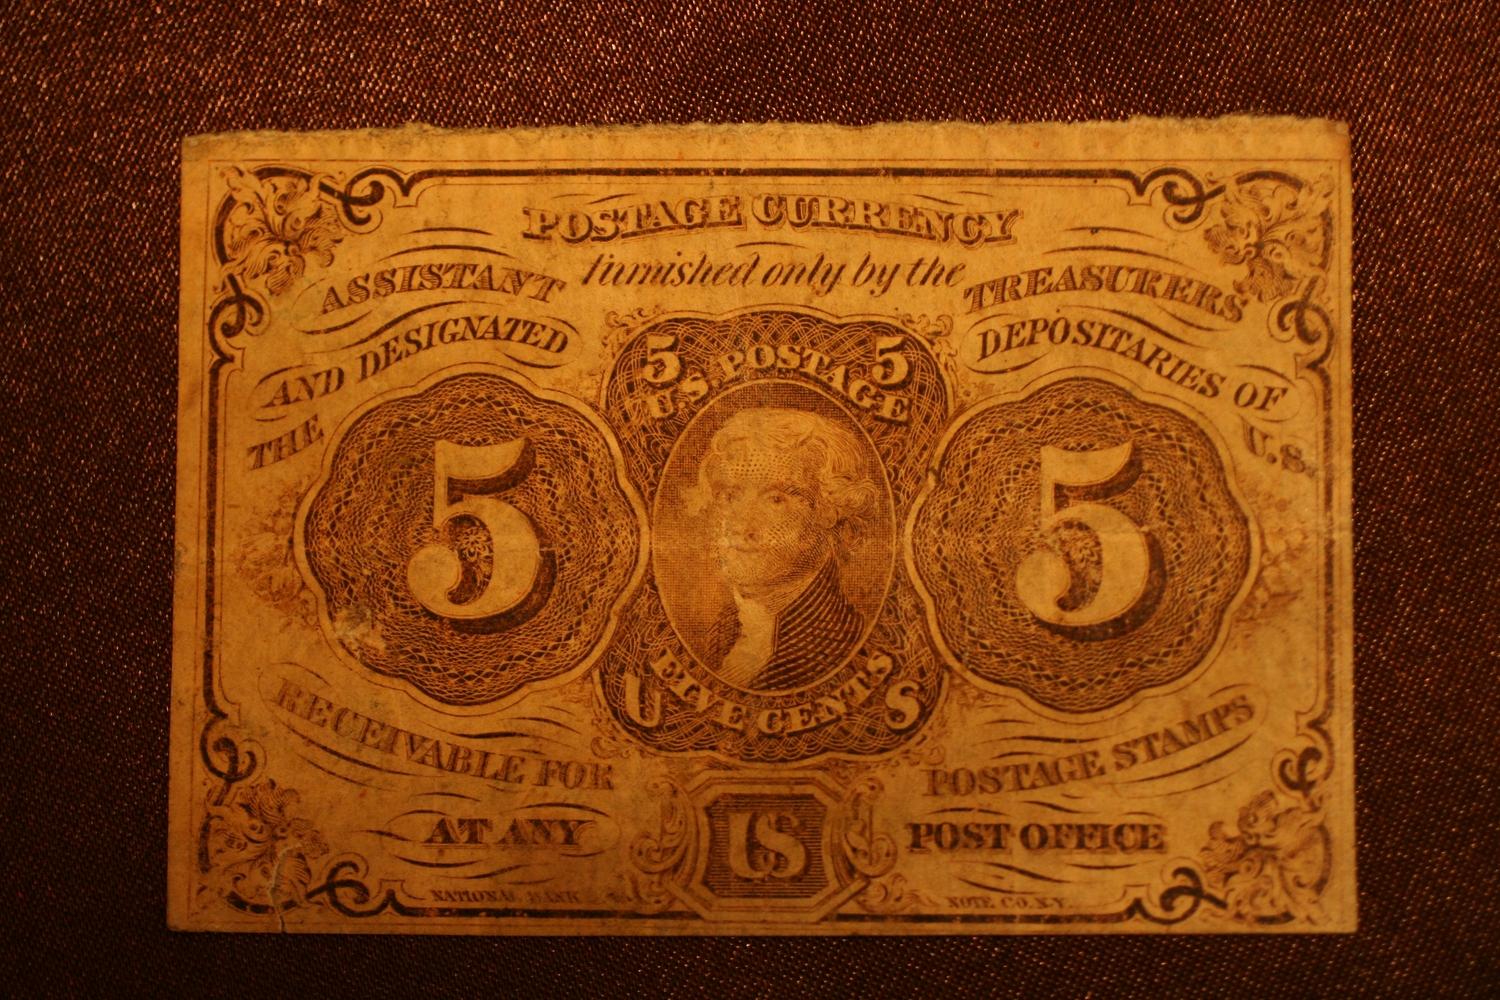 POSTAGE CURRENCY
furnished only by the
ASSISTANT TREASURERS
AND DESIGNATED DEPOSITARIES OF
THE U.S.
5 5
U.S. POSTAGE
5 5
FIVE CENTS
U S
RECEIVABLE FOR POSTAGE STAMPS
AT ANY US POST OFFICE
NATIONAL BANK NOTE CO. N.Y.